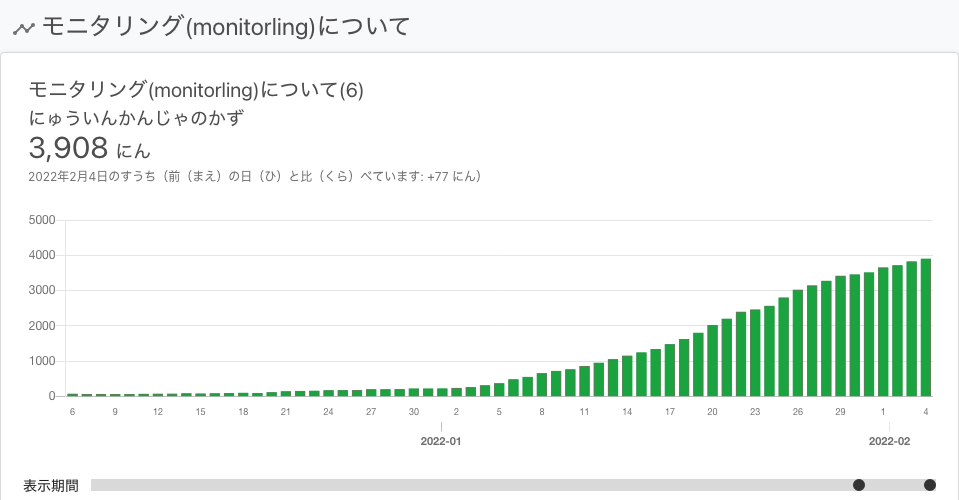 モニタリング(monitorling)について
モニタリング(monitorling)について(6)
にゅういんかんじゃのかず
3,908 にん
2022年2月4日のすうち（前（まえ）の日（ひ）と比（くら）べています: +77 にん）
5000
4000
3000
2000
1000
0
6 9 12 15 18 21 24 27 30 2 5 8 11 14 17 20 23 26 29 1 4
2022-01 2022-02
表示期間